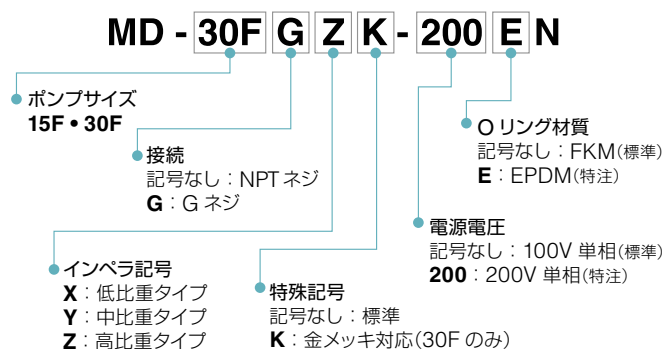 MD - 30F G Z K - 200 E N
ポンプサイズ
15F • 30F
接続
記号なし：NPT ネジ
G：G ネジ
インペラ記号
X：低比重タイプ
Y：中比重タイプ
Z：高比重タイプ
特殊記号
記号なし：標準
K：金メッキ対応(30F のみ)
O リング材質
記号なし：FKM(標準)
E：EPDM(特注)
電源電圧
記号なし：100V 単相(標準)
200：200V 単相(特注)